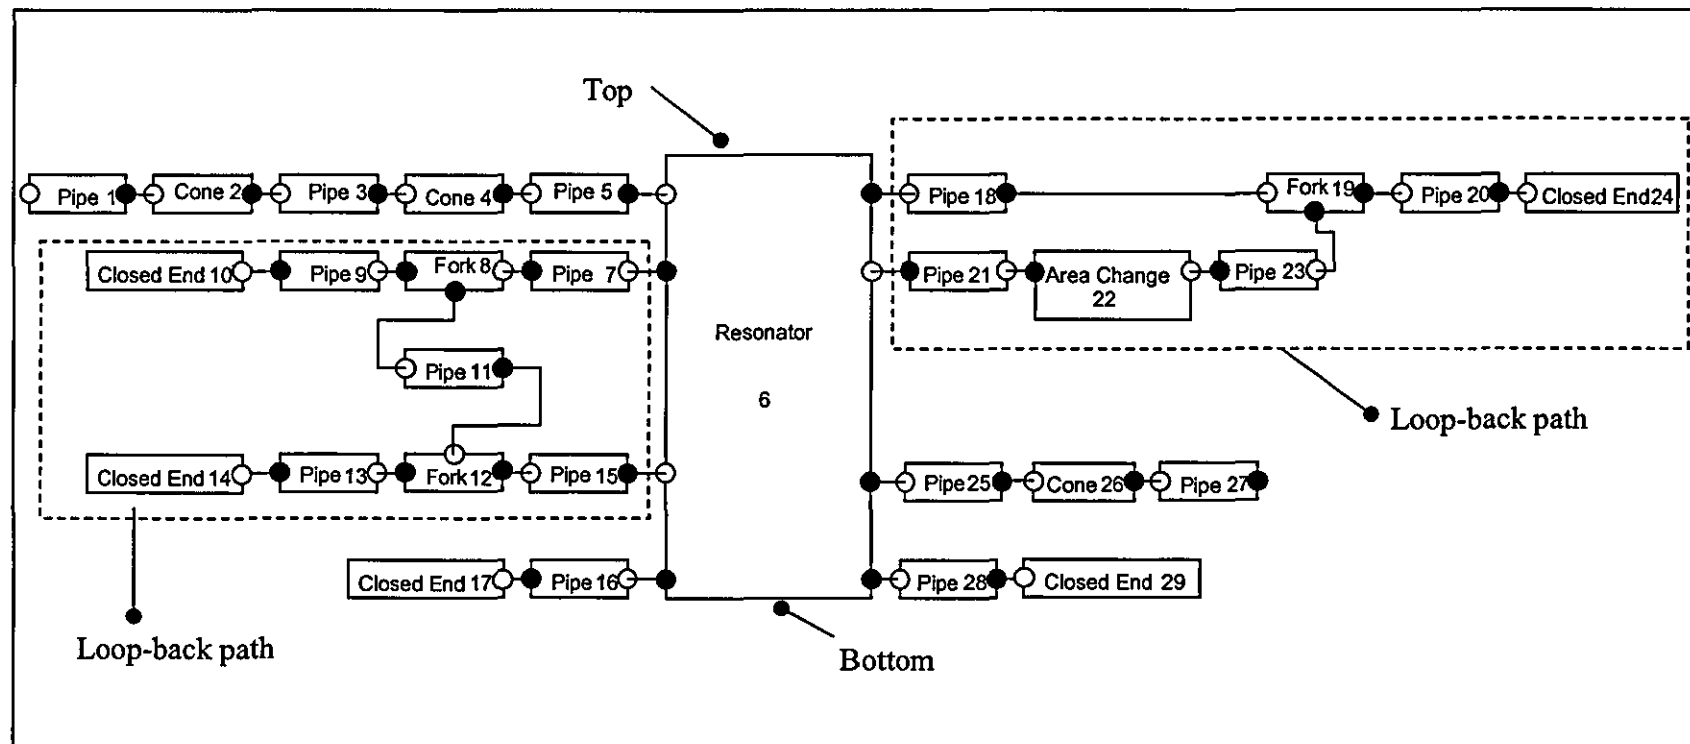 Top
Pipe 1
Cone 2
Pipe 3
Cone 4
Pipe 5
Pipe 18
Fork 19
Pipe 20
Closed End24
Closed End 10
Pipe 9
Fork 8
Pipe 7
Pipe 21
Area Change
22
Pipe 23
Resonator
6
Pipe 11
Loop-back path
Closed End 14
Pipe 13
Fork 12
Pipe 15
Pipe 25
Cone 26
Pipe 27
Closed End 17
Pipe 16
Pipe 28
Closed End 29
Loop-back path
Bottom